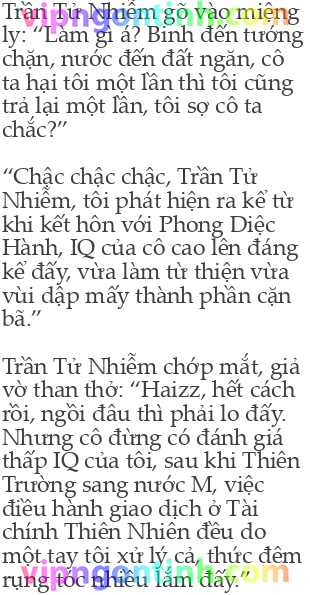 Trần Tử Nhiễm gõ vào miệng
ly: “Làm gì á? Binh đến tướng
chặn, nước đến đất ngăn, cô
ta hại tôi một lần thì tôi cũng
trả lại một lần, tôi sợ cô ta
chắc?”
“Chậc chậc chậc, Trần Tử
Nhiễm, tôi phát hiện ra kể từ
khi kết hôn với Phong Diệc
Hành, IQ của cô cao lên đáng
kể đấy, vừa làm từ thiện vừa
vùi dập mấy thành phần cặn
bã.”
Trần Tử Nhiễm chớp mắt, giả
vờ than thở: “Haizz, hết cách
rồi, ngồi đâu thì phải lo đấy.
Nhưng cô đừng có đánh giá
thấp IQ của tôi, sau khi Thiên
Trường sang nước M, việc
điều hành giao dịch ở Tài
chính Thiên Nhiên đều do
một tay tôi xử lý cả, thức đêm
rụng tóc nhiều lắm đấy.”
vipngontinh.com
vipngontinh.com